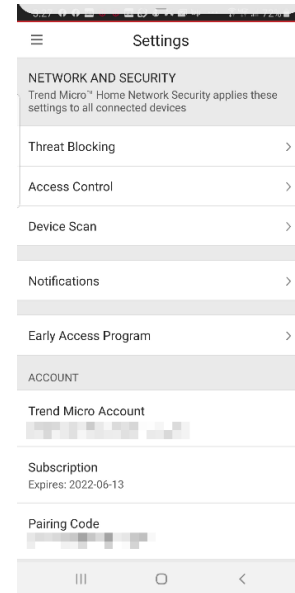 Settings
NETWORK AND SECURITY
Trend Micro™ Home Network Security applies these
settings to all connected devices
Threat Blocking
Access Control
Device Scan
Notifications
Early Access Program
ACCOUNT
Trend Micro Account
Subscription
Expires: 2022-06-13
Pairing Code